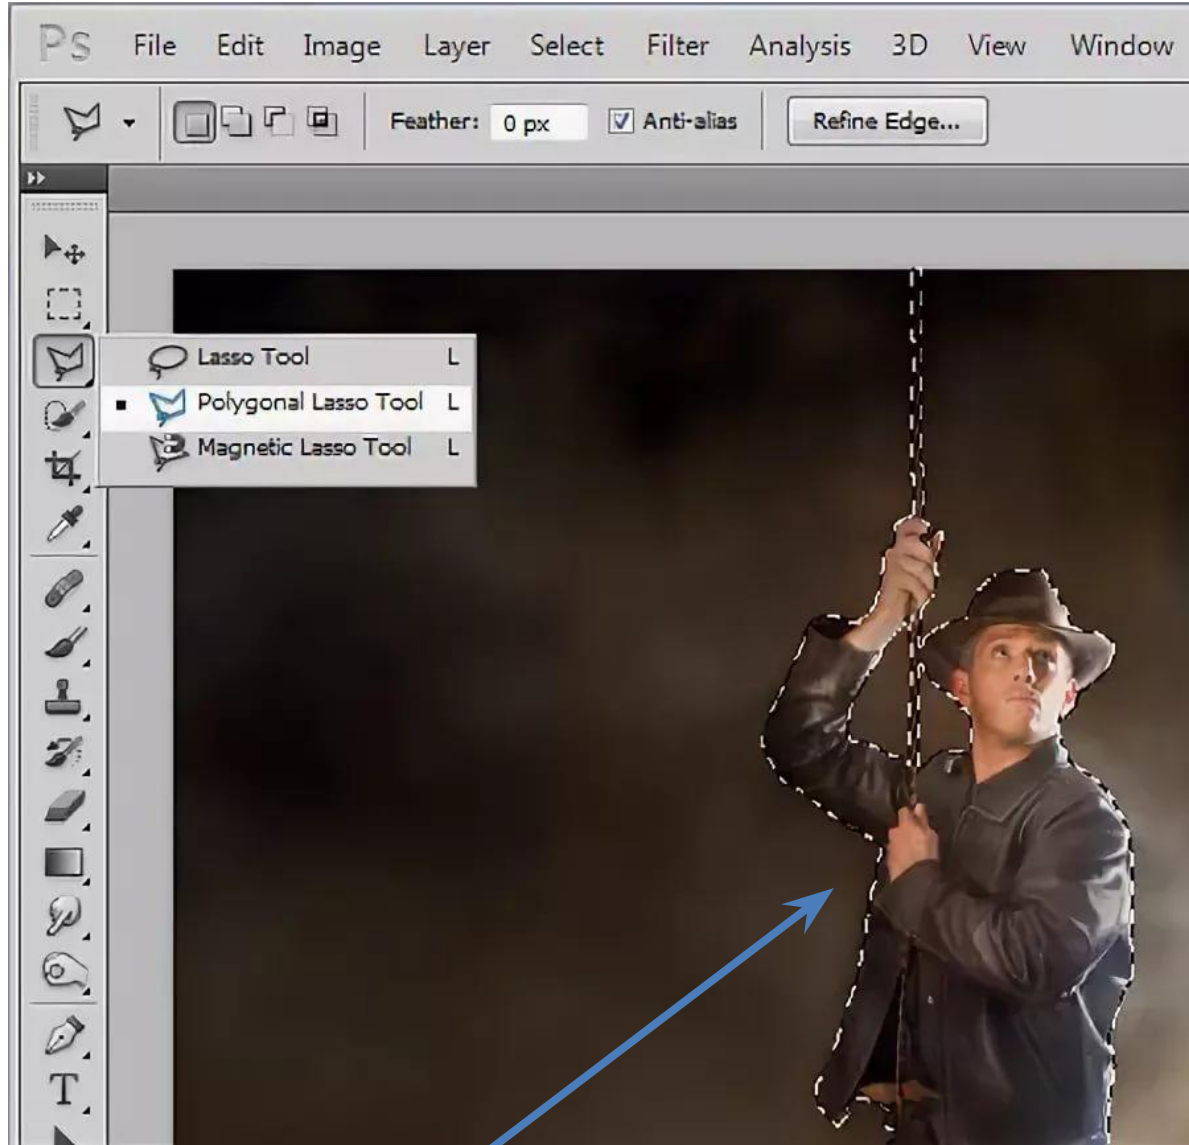 Ps File Edit Image Layer Select Filter Analysis 3D View Window
Feather: 0 px Anti-alias Refine Edge...
Lasso Tool L
Polygonal Lasso Tool L
Magnetic Lasso Tool L
T